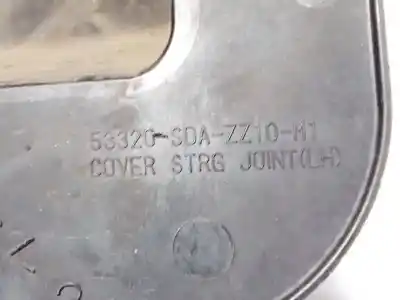 53320-SDA-ZZ10-M1
COVER STRG JOINT(LH)